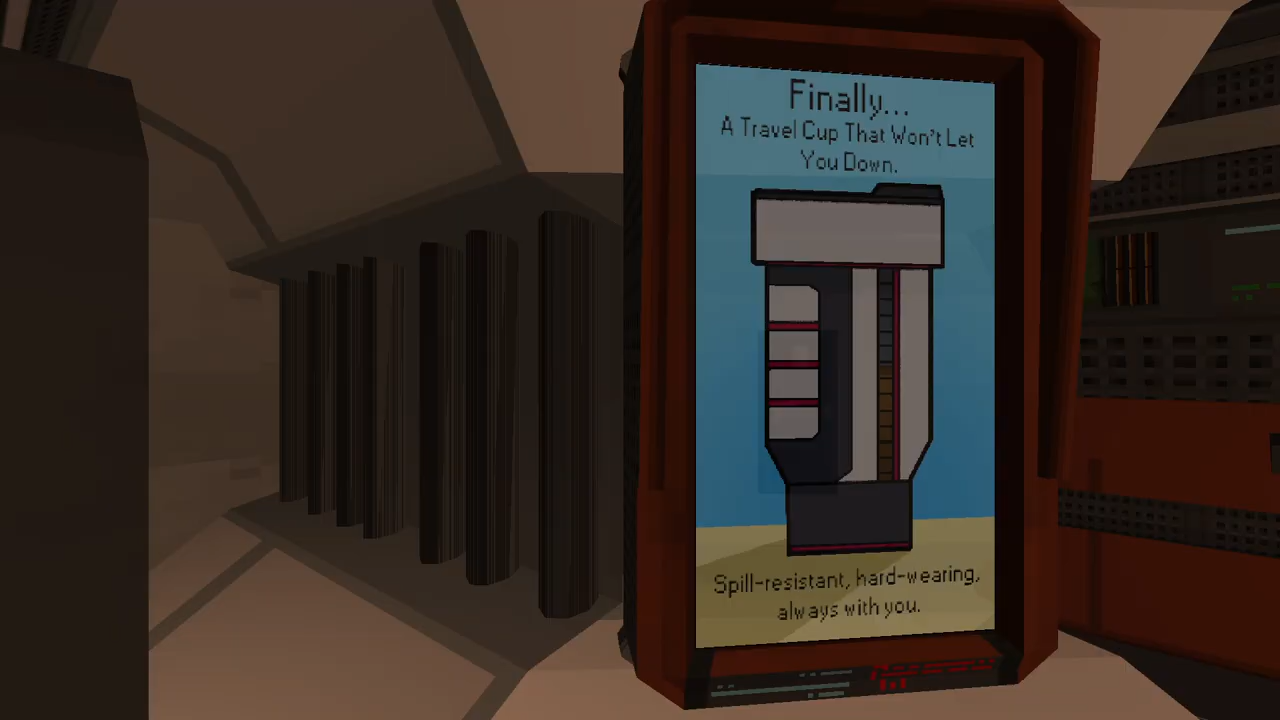 Finally...
A Travel Cup That Won't Let
You Down.
Spill-resistant, hard-wearing,
always with you.